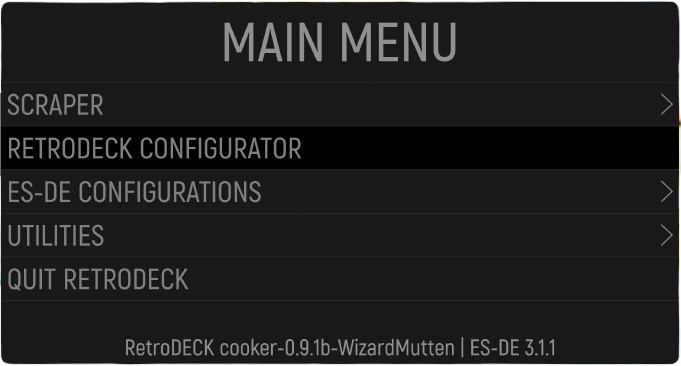 MAIN MENU
SCRAPER
RETRODECK CONFIGURATOR
ES-DE CONFIGURATIONS
UTILITIES
QUIT RETRODECK
RetroDECK cooker-0.9.1b-WizardMutten | ES-DE 3.1.1